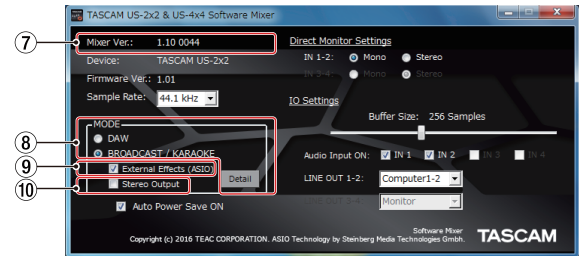 TASCAM US-2x2 & US-4x4 Software Mixer
⑦
Mixer Ver.: 1.10 0044
Device: TASCAM US-2x2
Firmware Ver.: 1.01
Sample Rate: 44.1 kHz
⑧
MODE
DAW
BROADCAST / KARAOKE
⑨
External Effects (ASIO)
⑩
Stereo Output
Detail
Auto Power Save ON
Direct Monitor Settings
IN 1-2: Mono Stereo
IN 3-4: Mono Stereo
IO Settings
Buffer Size: 256 Samples
Audio Input ON: IN 1 IN 2 IN 3 IN 4
LINE OUT 1-2: Computer1-2
LINE OUT 3-4 Monitor
Software Mixer
Copyright (c) 2016 TEAC CORPORATION. ASIO Technology by Steinberg Media Technologies Gmbh.
TASCAM